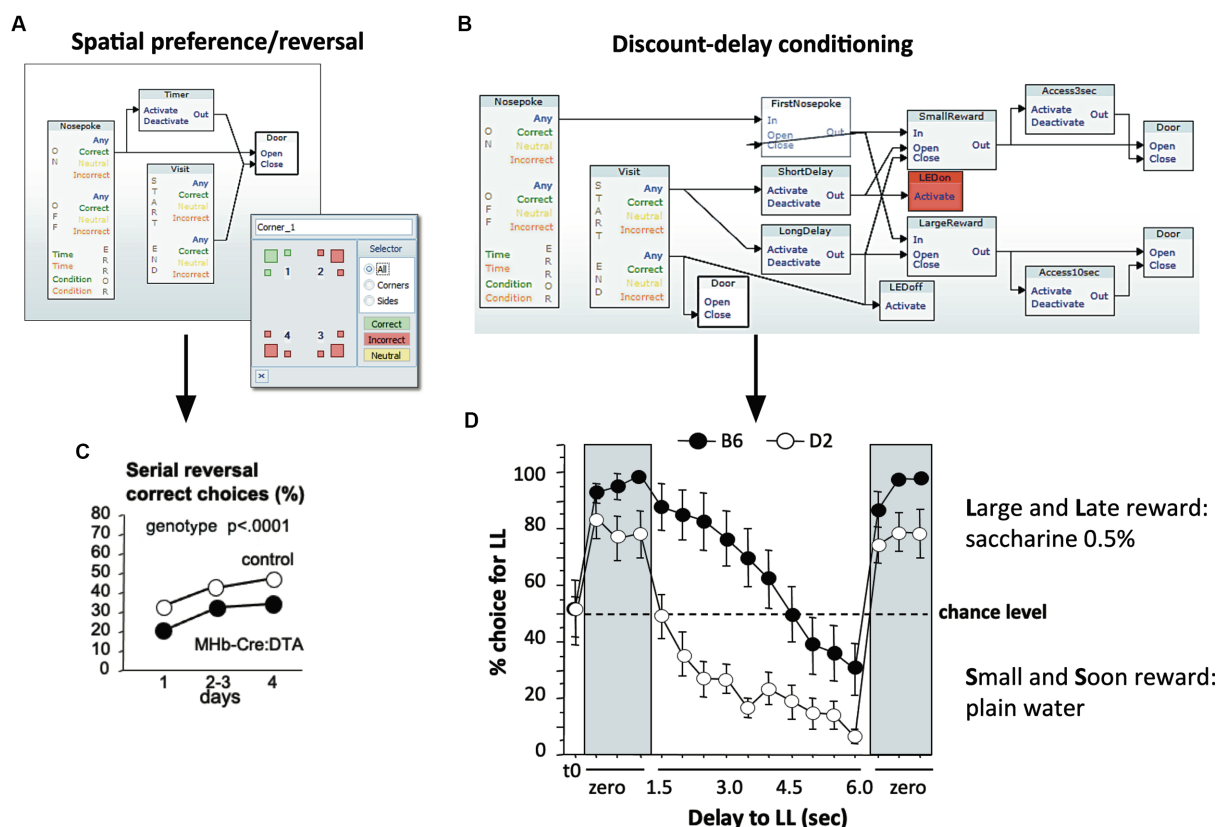 A
Spatial preference/reversal
Timer
Activate
Deactivate
Out
Nosepoke
O
N
Any
Correct
Neutral
Incorrect
O
F
F
Any
Correct
Neutral
Incorrect
Time
Time
Condition
Condition
E
R
R
O
R
Visit
S
T
A
R
T
Any
Correct
Neutral
Incorrect
E
N
D
Any
Correct
Neutral
Incorrect
Door
Open
Close
Corner_1
1
2
4
3
Selector
All
Corners
Sides
Correct
Incorrect
Neutral
B
Discount-delay conditioning
Nosepoke
O
N
Any
Correct
Neutral
Incorrect
O
F
F
Any
Correct
Neutral
Incorrect
Time
Time
Condition
Condition
E
R
R
O
R
Visit
S
T
A
R
T
Any
Correct
Neutral
Incorrect
E
N
D
Any
Correct
Neutral
Incorrect
FirstNosepoke
In
Open
Close
Out
ShortDelay
Activate
Deactivate
Out
LongDelay
Activate
Deactivate
Out
Door
Open
Close
SmallReward
In
Open
Close
Out
LEDon
Activate
LargeReward
In
Open
Close
Out
LEDoff
Activate
Access3sec
Activate
Deactivate
Out
Door
Open
Close
Access10sec
Activate
Deactivate
Out
Door
Open
Close
C
Serial reversal
correct choices (%)
80
70
60
50
40
30
20
10
0
genotype p<.0001
control
MHb-Cre:DTA
1 2-3 4
days
D
B6 D2
% choice for LL
100
80
60
40
20
0
t0
zero
1.5 3.0 4.5 6.0
zero
Delay to LL (sec)
Large and Late reward:
saccharine 0.5%
chance level
Small and Soon reward:
plain water